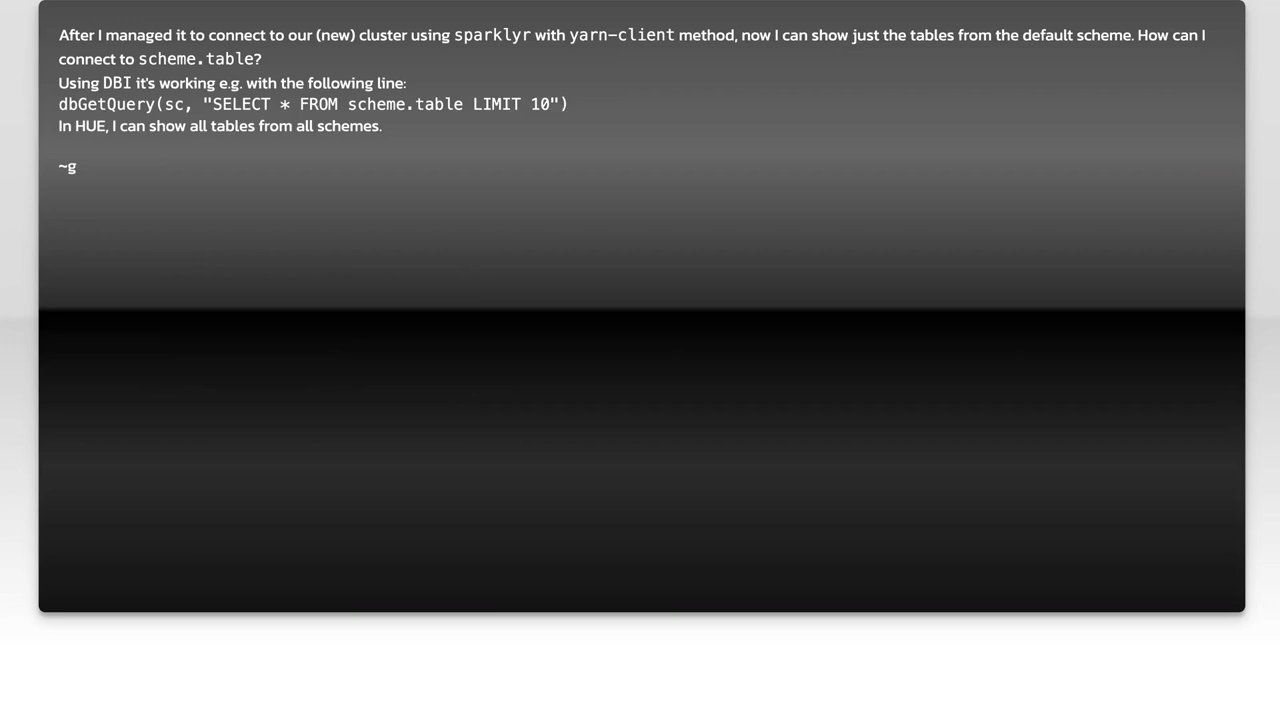 After I managed it to connect to our (new) cluster using sparklyr with yarn-client method, now I can show just the tables from the default scheme. How can I
connect to scheme.table?
Using DBI it's working e.g. with the following line:
dbGetQuery(sc, "SELECT * FROM scheme.table LIMIT 10")
In HUE, I can show all tables from all schemes.
~g